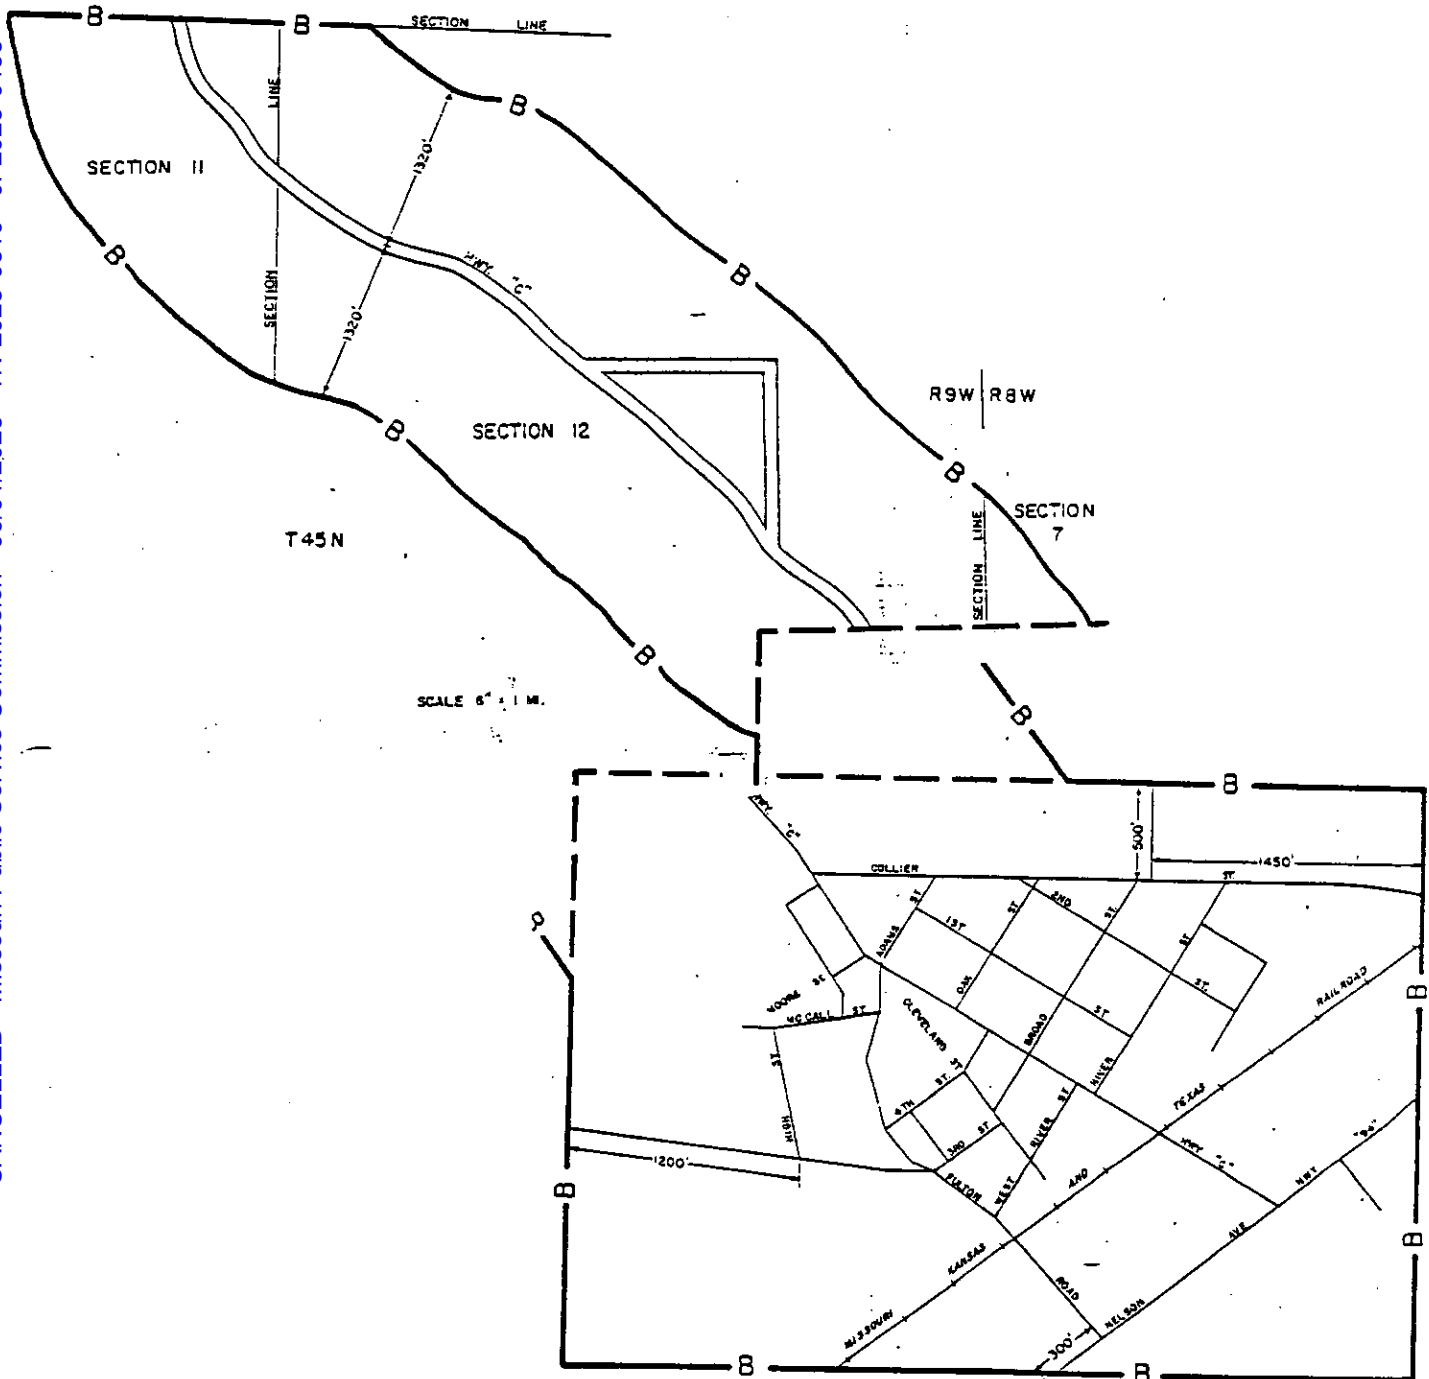 B
B
SECTION LINE
B
LINE
1320'
SECTION 11
B
HWY. "C"
B
SECTION
1320'
R9W R8W
B
SECTION 12
B
SECTION
7
SECTION LINE
T45N
B
SCALE 6" = 1 MI.
B
B
HWY. "C"
500'
1450'
COLLIER ST.
2ND ST.
ADAMS ST
1ST ST
OAK ST
BROAD ST.
RIVER ST
MOORE ST.
MC CALL ST.
CLEVELAND ST
HIGH ST.
4TH ST.
3RD ST
WEST RIVER ST
B
1200'
B
FULTON ROAD
HWY "C"
MISSOURI KANSAS AND TEXAS RAILROAD
NELSON AVE
HWY "94"
B
B
300'
B
B